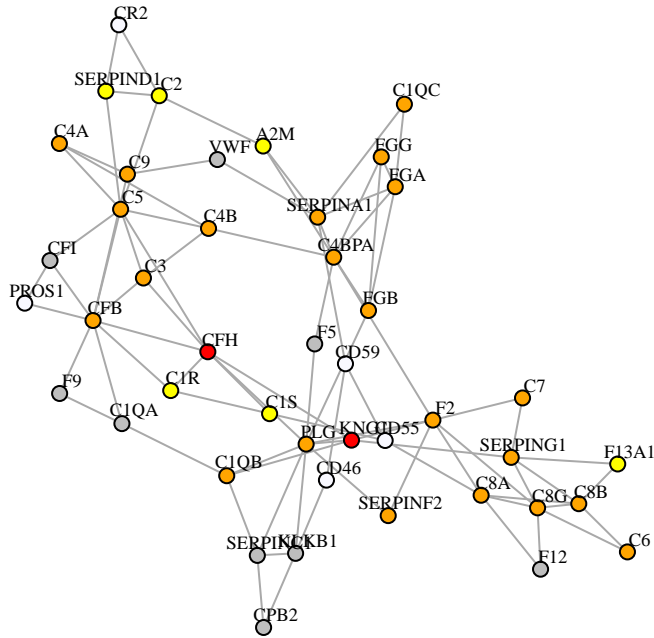 CR2
SERPIND1
C2
C1QC
C4A
A2M
VWF
FGG
C9
FGA
C5
SERPINA1
C4B
C4BPA
CFI
C3
PROS1
CFB
FGB
F5
CFH
CD59
F9
C1R
C7
C1S
F2
C1QA
PLG
KNG1
CD55
SERPING1
F13A1
C1QB
CD46
C8A
C8G
C8B
SERPINF2
SERPINC1
KLKB1
C6
F12
CPB2